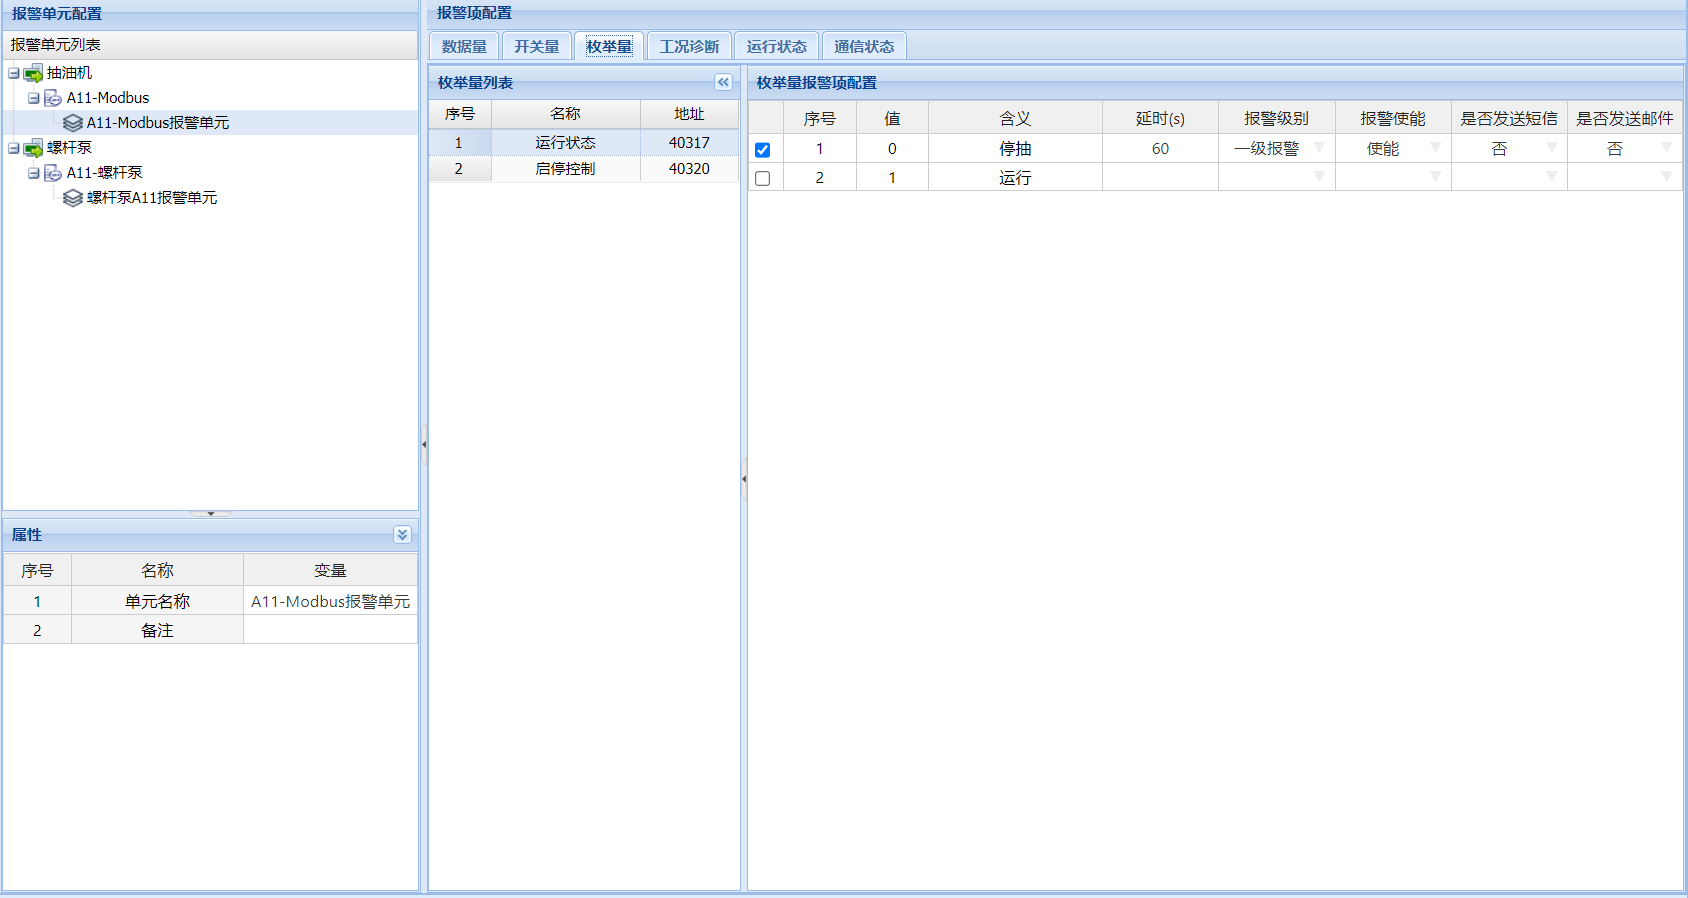 报警单元配置
报警单元列表
抽油机
A11-Modbus
A11-Modbus报警单元
螺杆泵
A11-螺杆泵
螺杆泵A11报警单元
属性
序号 名称 变量
1 单元名称 A11-Modbus报警单元
2 备注
报警项配置
数据量 开关量 枚举量 工况诊断 运行状态 通信状态
枚举量列表
序号 名称 地址
1 运行状态 40317
2 启停控制 40320
枚举量报警项配置
序号 值 含义 延时(s) 报警级别 报警使能 是否发送短信 是否发送邮件
1 0 停抽 60 一级报警 使能 否 否
2 1 运行